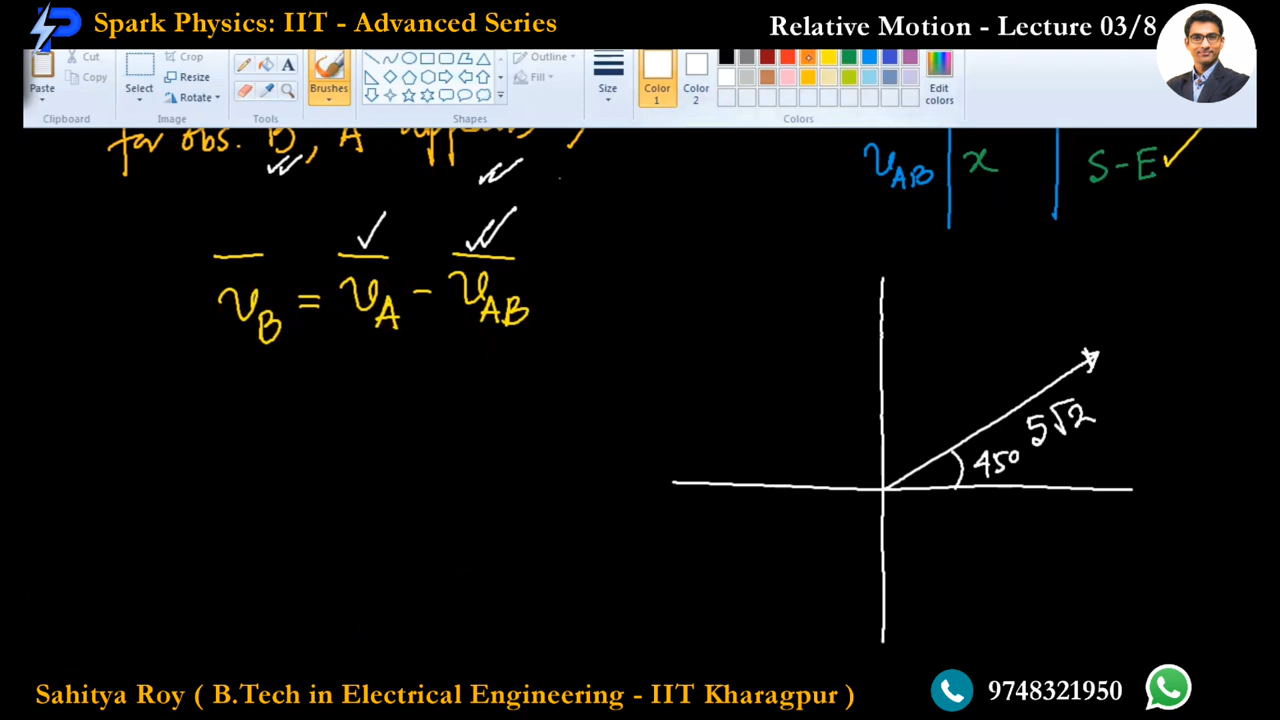 Spark Physics: IIT - Advanced Series
Relative Motion - Lecture 03/8
Paste
Cut
Copy
Clipboard
Select
Crop
Resize
Rotate
Image
A
Tools
Brushes
Shapes
Outline
Fill
Size
Color 1
Color 2
Edit colors
Colors
for obs. B, A appears
v_AB | x | S-E
v_B = v_A - v_AB
5√2
45°
Sahitya Roy ( B.Tech in Electrical Engineering - IIT Kharagpur )
9748321950